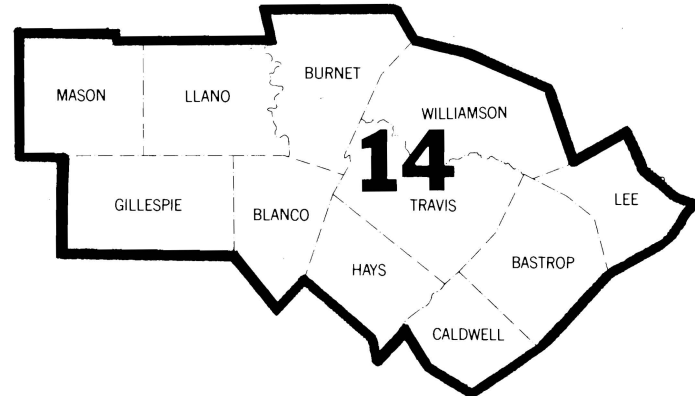 BURNET
MASON
LLANO
WILLIAMSON
14
GILLESPIE
BLANCO
TRAVIS
LEE
HAYS
BASTROP
CALDWELL